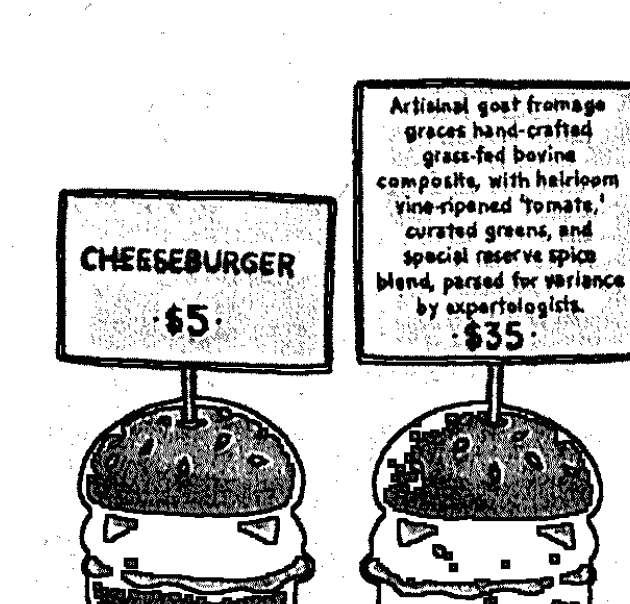 CHEESEBURGER
$5
Artisinal goat fromage
graces hand-crafted
grass-fed bovine
composite, with heirloom
vine-ripened 'tomate,'
curated greens, and
special reserve spice
blend, parsed for variance
by expertologists.
$35